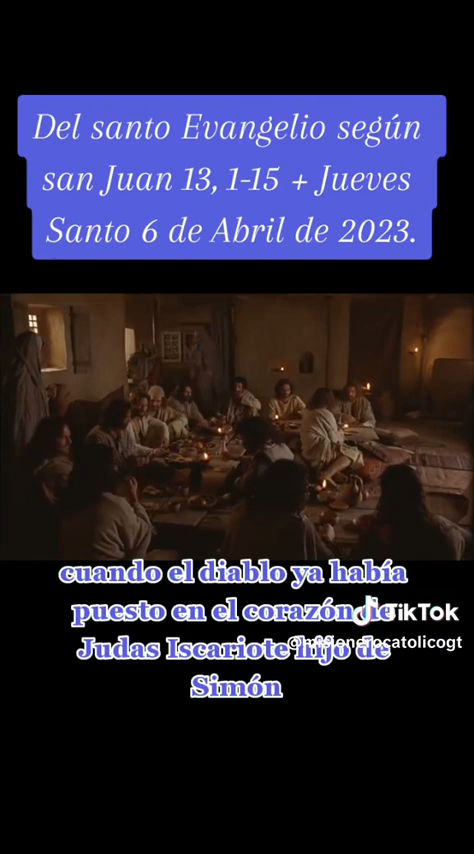 Del santo Evangelio según
san Juan 13, 1-15 + Jueves
Santo 6 de Abril de 2023.
cuando el diablo ya había
puesto en el corazón de
TikTok
Judas Iscariote hijo de
@misionerocatolicogt
Simón